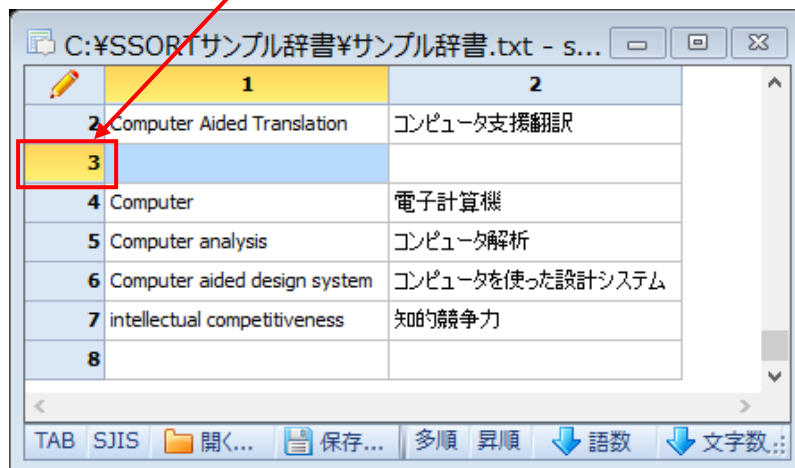 C:¥SSORTサンプル辞書¥サンプル辞書.txt - s...
1 2
2 Computer Aided Translation コンピュータ支援翻訳
3
4 Computer 電子計算機
5 Computer analysis コンピュータ解析
6 Computer aided design system コンピュータを使った設計システム
7 intellectual competitiveness 知的競争力
8
TAB SJIS 開く... 保存... 多順 昇順 語数 文字数